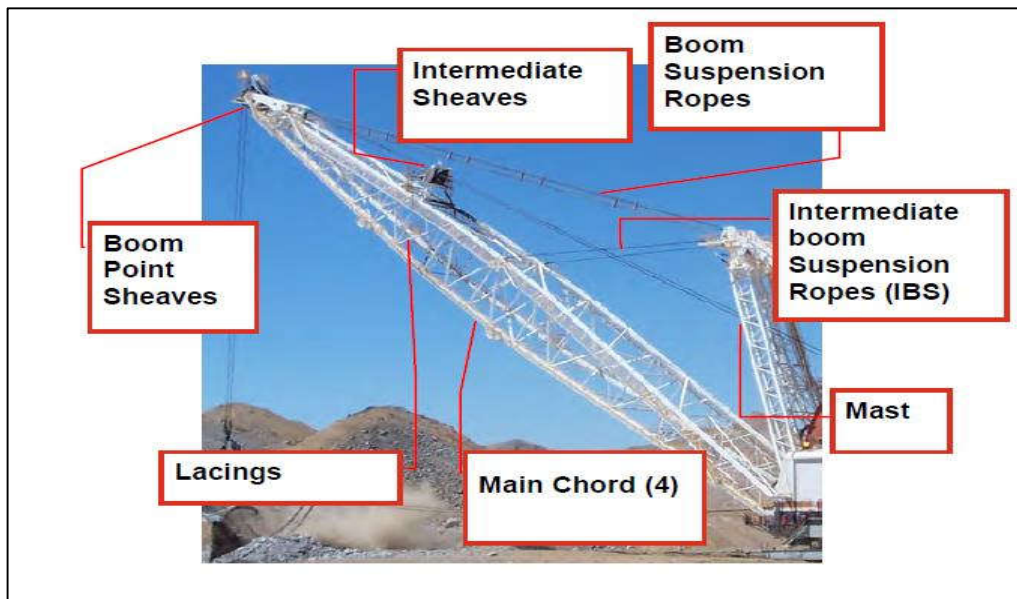 Intermediate
Sheaves
Boom
Suspension
Ropes
Boom
Point
Sheaves
Intermediate
boom
Suspension
Ropes (IBS)
Mast
Lacings
Main Chord (4)